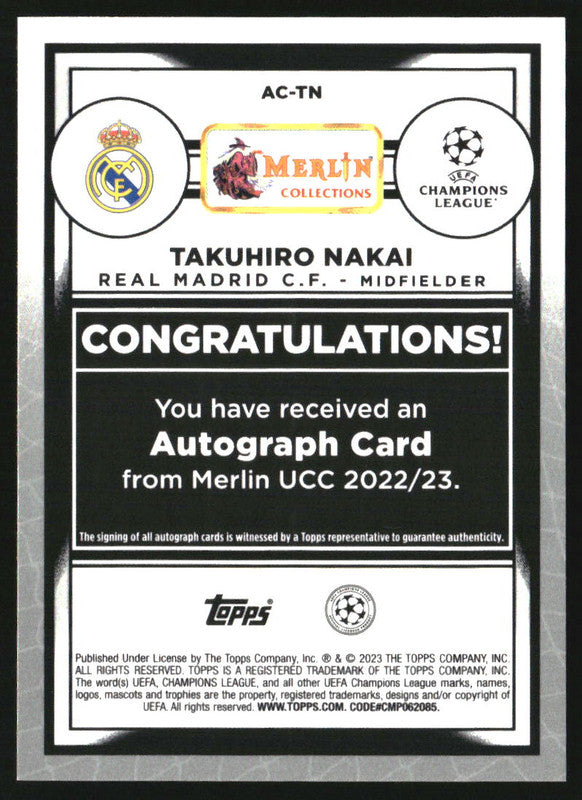 AC-TN
MERLIN®
COLLECTIONS
UEFA
CHAMPIONS
LEAGUE
TAKUHIRO NAKAI
REAL MADRID C.F. - MIDFIELDER
CONGRATULATIONS!
You have received an
Autograph Card
from Merlin UCC 2022/23.
The signing of all autograph cards is witnessed by a Topps representative to guarantee authenticity.
TOPPS®
Published Under License by The Topps Company, Inc. ® & © 2023 THE TOPPS COMPANY, INC.
ALL RIGHTS RESERVED. TOPPS IS A REGISTERED TRADEMARK OF THE TOPPS COMPANY, INC.
The word(s) UEFA, CHAMPIONS LEAGUE, and all other UEFA Champions League marks, names,
logos, mascots and trophies are the property, registered trademarks, designs and/or copyright of
UEFA. All rights reserved. WWW.TOPPS.COM. CODE#CMP062085.